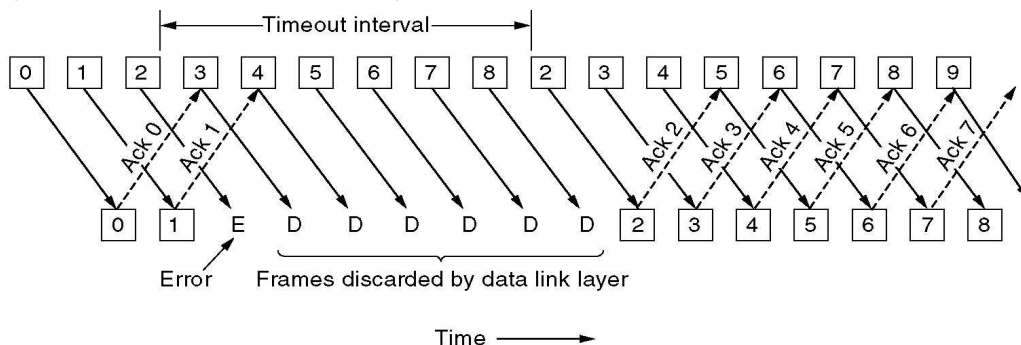 Timeout interval
0 1 2 3 4 5 6 7 8 2 3 4 5 6 7 8 9
Ack 0 Ack 1 Ack 2 Ack 3 Ack 4 Ack 5 Ack 6 Ack 7
0 1 E D D D D D D 2 3 4 5 6 7 8
Error Frames discarded by data link layer
Time